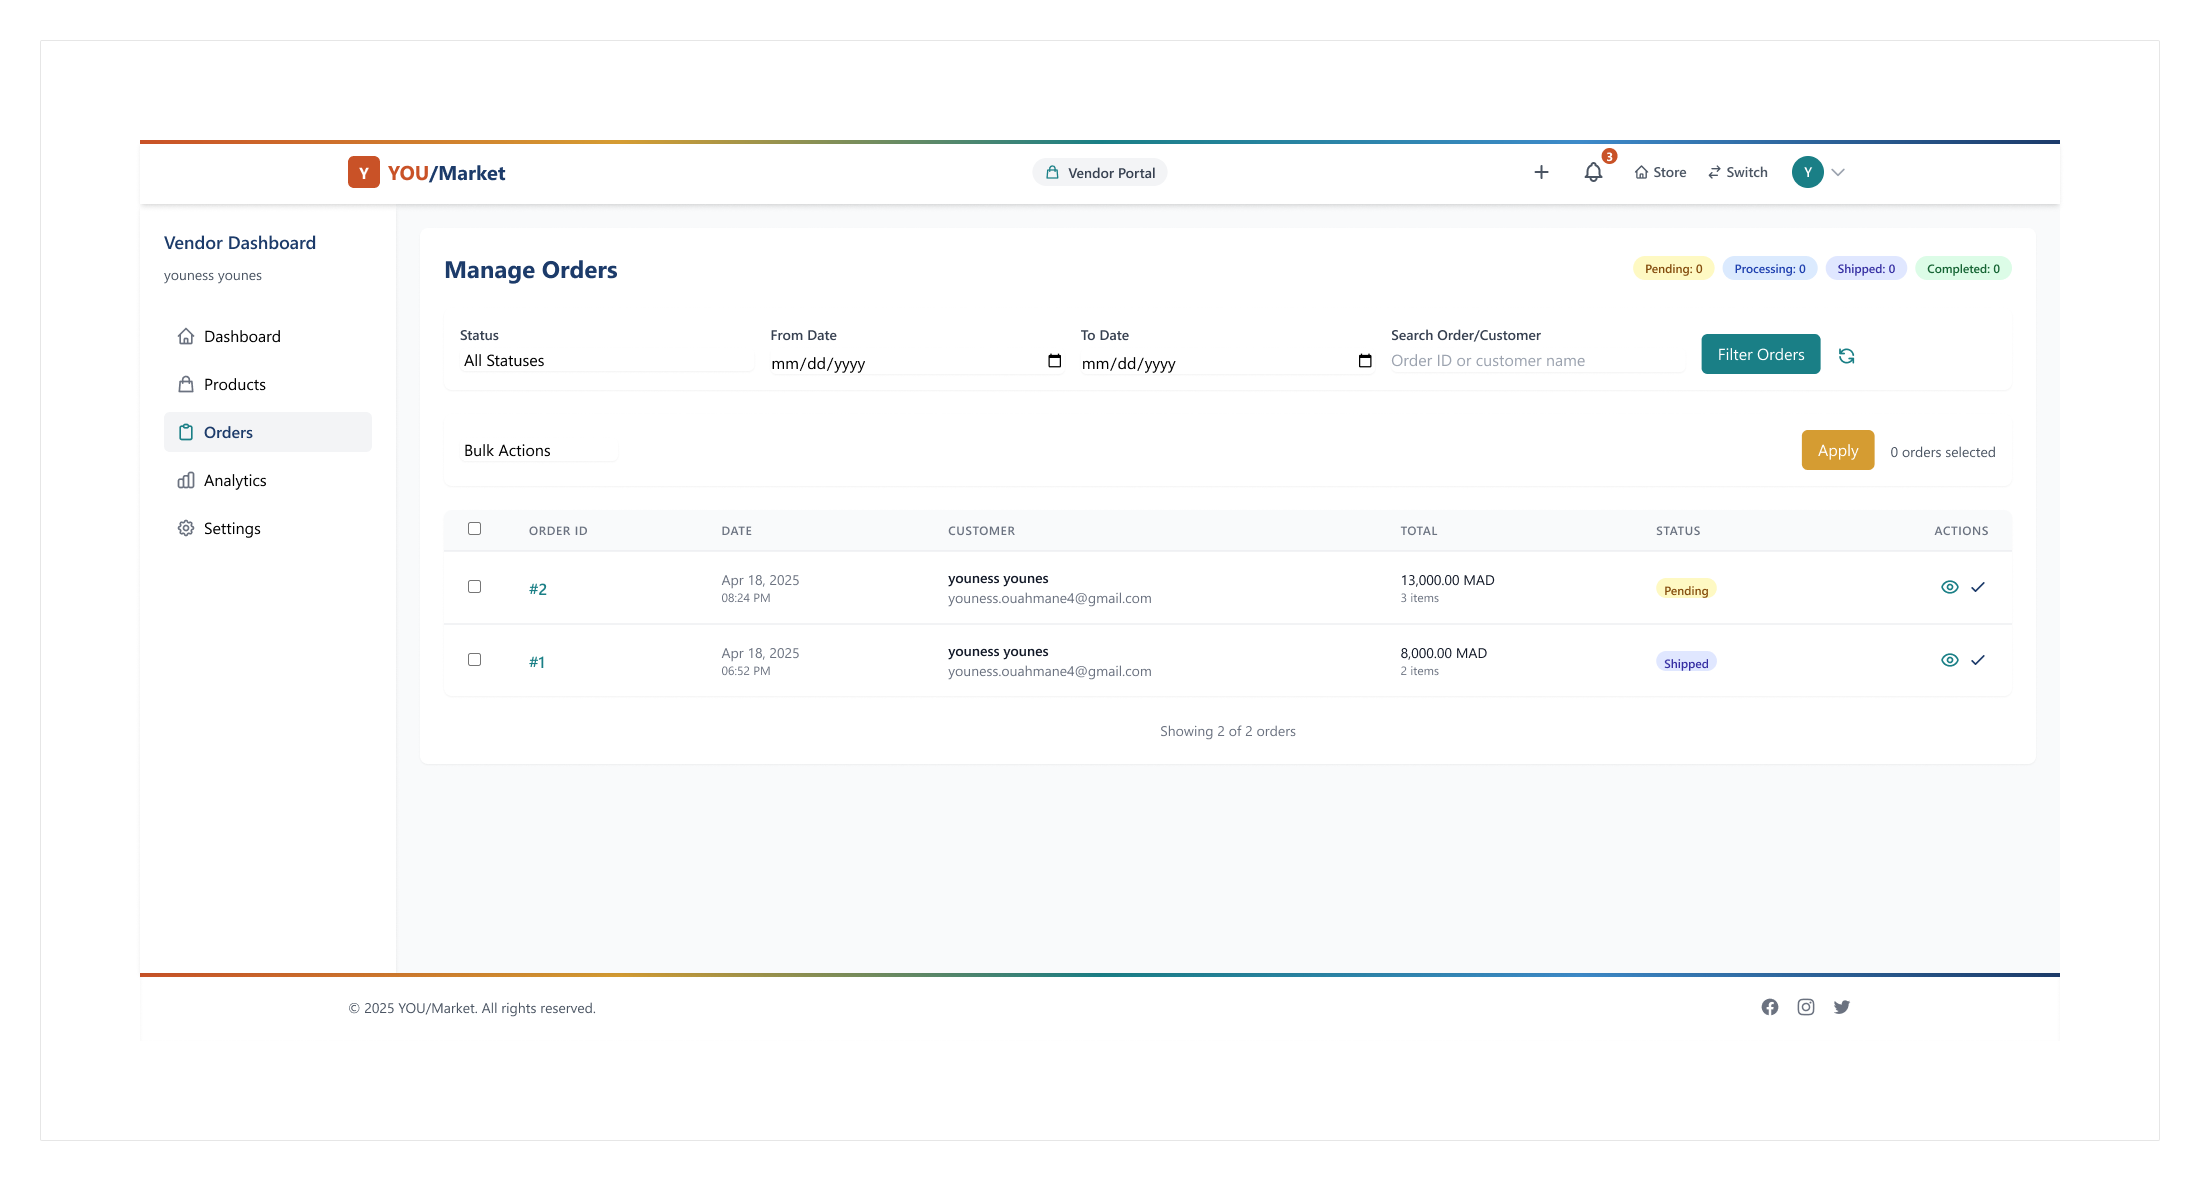 Y YOU/Market
Vendor Portal
3
Store
Switch
Y
Vendor Dashboard
youness younes
Dashboard
Products
Orders
Analytics
Settings
Manage Orders
Pending: 0
Processing: 0
Shipped: 0
Completed: 0
Status
All Statuses
From Date
mm/dd/yyyy
To Date
mm/dd/yyyy
Search Order/Customer
Order ID or customer name
Filter Orders
Bulk Actions
Apply
0 orders selected
ORDER ID DATE CUSTOMER TOTAL STATUS ACTIONS
#2
Apr 18, 2025
08:24 PM
youness younes
youness.ouahmane4@gmail.com
13,000.00 MAD
3 items
Pending
#1
Apr 18, 2025
06:52 PM
youness younes
youness.ouahmane4@gmail.com
8,000.00 MAD
2 items
Shipped
Showing 2 of 2 orders
© 2025 YOU/Market. All rights reserved.